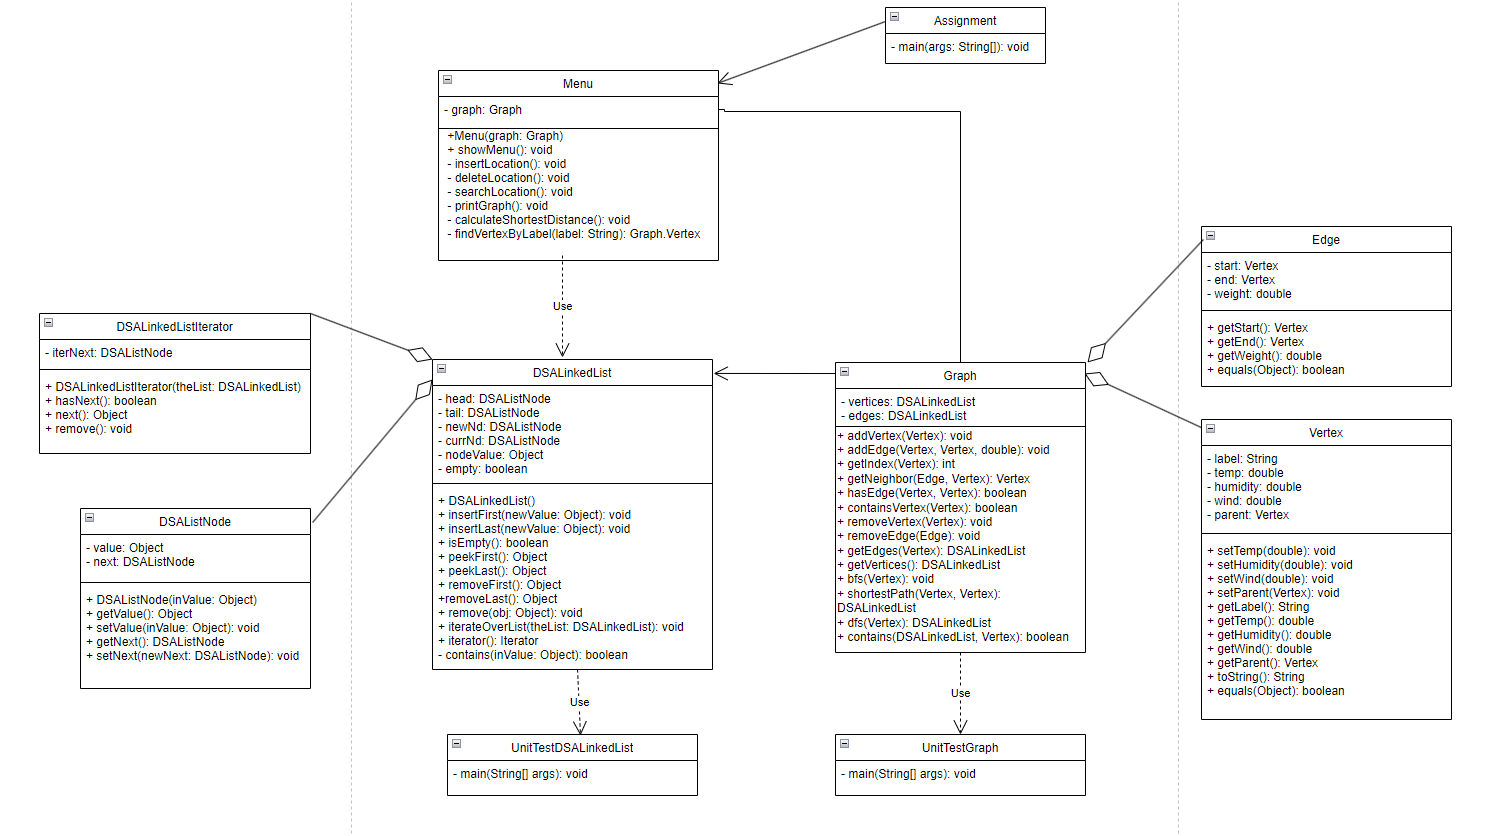 Assignment
- main(args: String[]): void
Menu
- graph: Graph
+Menu(graph: Graph)
+ showMenu(): void
- insertLocation(): void
- deleteLocation(): void
- searchLocation(): void
- printGraph(): void
- calculateShortestDistance(): void
- findVertexByLabel(label: String): Graph.Vertex
Use
DSALinkedListIterator
- iterNext: DSAListNode
+ DSALinkedListIterator(theList: DSALinkedList)
+ hasNext(): boolean
+ next(): Object
+ remove(): void
DSAListNode
- value: Object
- next: DSAListNode
+ DSAListNode(inValue: Object)
+ getValue(): Object
+ setValue(inValue: Object): void
+ getNext(): DSAListNode
+ setNext(newNext: DSAListNode): void
DSALinkedList
- head: DSAListNode
- tail: DSAListNode
- newNd: DSAListNode
- currNd: DSAListNode
- nodeValue: Object
- empty: boolean
+ DSALinkedList()
+ insertFirst(newValue: Object): void
+ insertLast(newValue: Object): void
+ isEmpty(): boolean
+ peekFirst(): Object
+ peekLast(): Object
+ removeFirst(): Object
+removeLast(): Object
+ remove(obj: Object): void
+ iterateOverList(theList: DSALinkedList): void
+ iterator(): Iterator
- contains(inValue: Object): boolean
Use
UnitTestDSALinkedList
- main(String[] args): void
Graph
- vertices: DSALinkedList
- edges: DSALinkedList
+ addVertex(Vertex): void
+ addEdge(Vertex, Vertex, double): void
+ getIndex(Vertex): int
+ getNeighbor(Edge, Vertex): Vertex
+ hasEdge(Vertex, Vertex): boolean
+ containsVertex(Vertex): boolean
+ removeVertex(Vertex): void
+ removeEdge(Edge): void
+ getEdges(Vertex): DSALinkedList
+ getVertices(): DSALinkedList
+ bfs(Vertex): void
+ shortestPath(Vertex, Vertex):
DSALinkedList
+ dfs(Vertex): DSALinkedList
+ contains(DSALinkedList, Vertex): boolean
Use
UnitTestGraph
- main(String[] args): void
Edge
- start: Vertex
- end: Vertex
- weight: double
+ getStart(): Vertex
+ getEnd(): Vertex
+ getWeight(): double
+ equals(Object): boolean
Vertex
- label: String
- temp: double
- humidity: double
- wind: double
- parent: Vertex
+ setTemp(double): void
+ setHumidity(double): void
+ setWind(double): void
+ setParent(Vertex): void
+ getLabel(): String
+ getTemp(): double
+ getHumidity(): double
+ getWind(): double
+ getParent(): Vertex
+ toString(): String
+ equals(Object): boolean